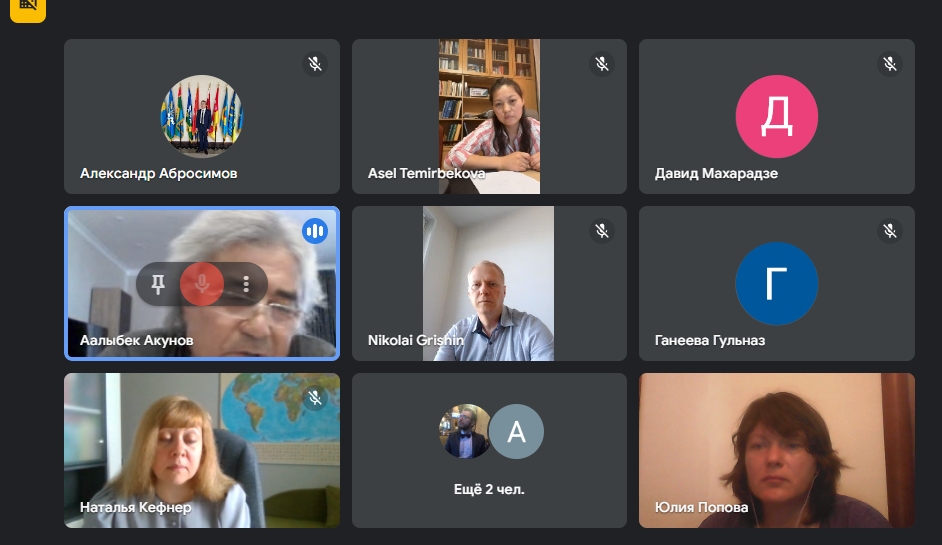 Александр Абросимов
Asel Temirbekova
Д
Давид Махарадзе
Аалыбек Акунов
Nikolai Grishin
Г
Ганеева Гульназ
Наталья Кефнер
А
Ещё 2 чел.
Юлия Попова